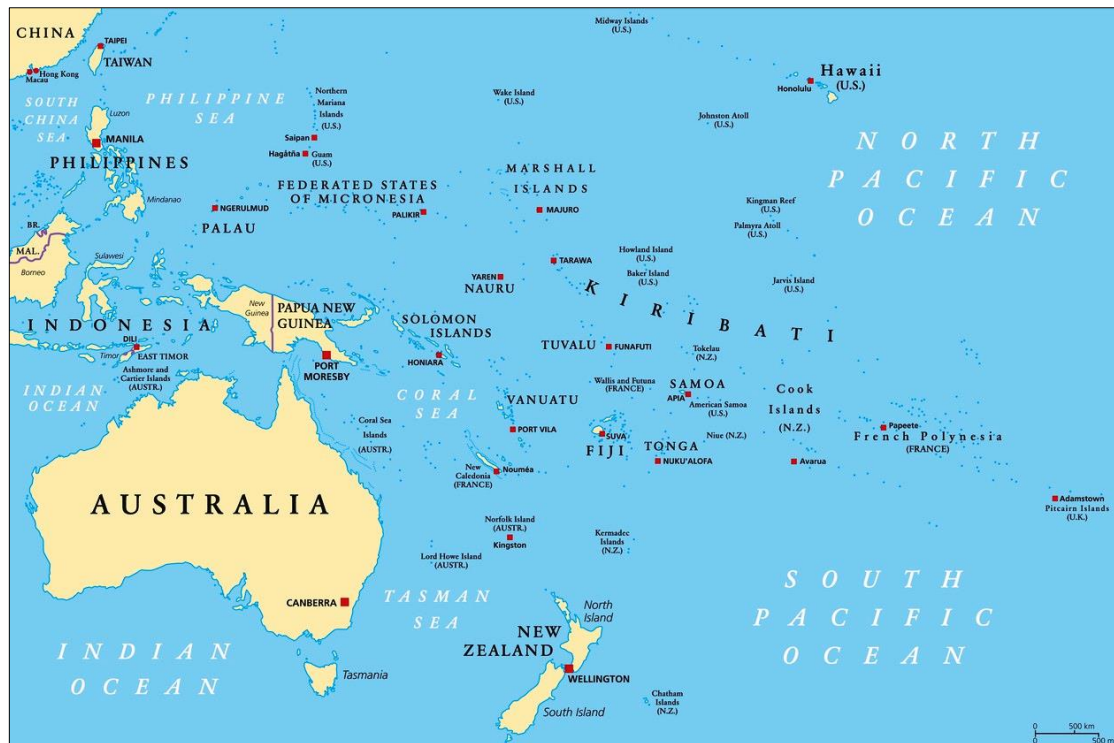 CHINA
TAIPEI
TAIWAN
Hong Kong
Macau
SOUTH
CHINA
SEA
PHILIPPINE
SEA
Luzon
MANILA
PHILIPPINES
Mindanao
Northern
Mariana
Islands
(U.S.)
Saipan
Hagåtña
Guam
(U.S.)
Midway Islands
(U.S.)
Wake Island
(U.S.)
Hawaii
(U.S.)
Honolulu
Johnston Atoll
(U.S.)
NORTH
PACIFIC
OCEAN
MARSHALL
ISLANDS
MAJURO
FEDERATED STATES
OF MICRONESIA
PALIKIR
NGERULMUD
PALAU
Kingman Reef
(U.S.)
Palmyra Atoll
(U.S.)
BR.
MAL.
Borneo
Sulawesi
Howland Island
(U.S.)
Baker Island
(U.S.)
Jarvis Island
(U.S.)
TARAWA
KIRIBATI
YAREN
NAURU
INDONESIA
New
Guinea
PAPUA NEW
GUINEA
SOLOMON
ISLANDS
HONIARA
DILI
Timor
EAST TIMOR
Ashmore and
Cartier Islands
(AUSTR.)
PORT
MORESBY
TUVALU
FUNAFUTI
Tokelau
(N.Z.)
Wallis and Futuna
(FRANCE)
SAMOA
APIA
American Samoa
(U.S.)
Cook
Islands
(N.Z.)
INDIAN
OCEAN
CORAL
SEA
Coral Sea
Islands
(AUSTR.)
VANUATU
PORT VILA
SUVA
FIJI
TONGA
NUKU'ALOFA
Niue (N.Z.)
Avarua
Papeete
French Polynesia
(FRANCE)
New
Caledonia
(FRANCE)
Nouméa
Adamstown
Pitcairn Islands
(U.K.)
AUSTRALIA
Norfolk Island
(AUSTR.)
Kingston
Lord Howe Island
(AUSTR.)
Kermadec
Islands
(N.Z.)
CANBERRA
TASMAN
SEA
SOUTH
PACIFIC
OCEAN
North
Island
NEW
ZEALAND
WELLINGTON
South Island
Chatham
Islands
(N.Z.)
INDIAN
OCEAN
Tasmania
0 500 km
0 500 m